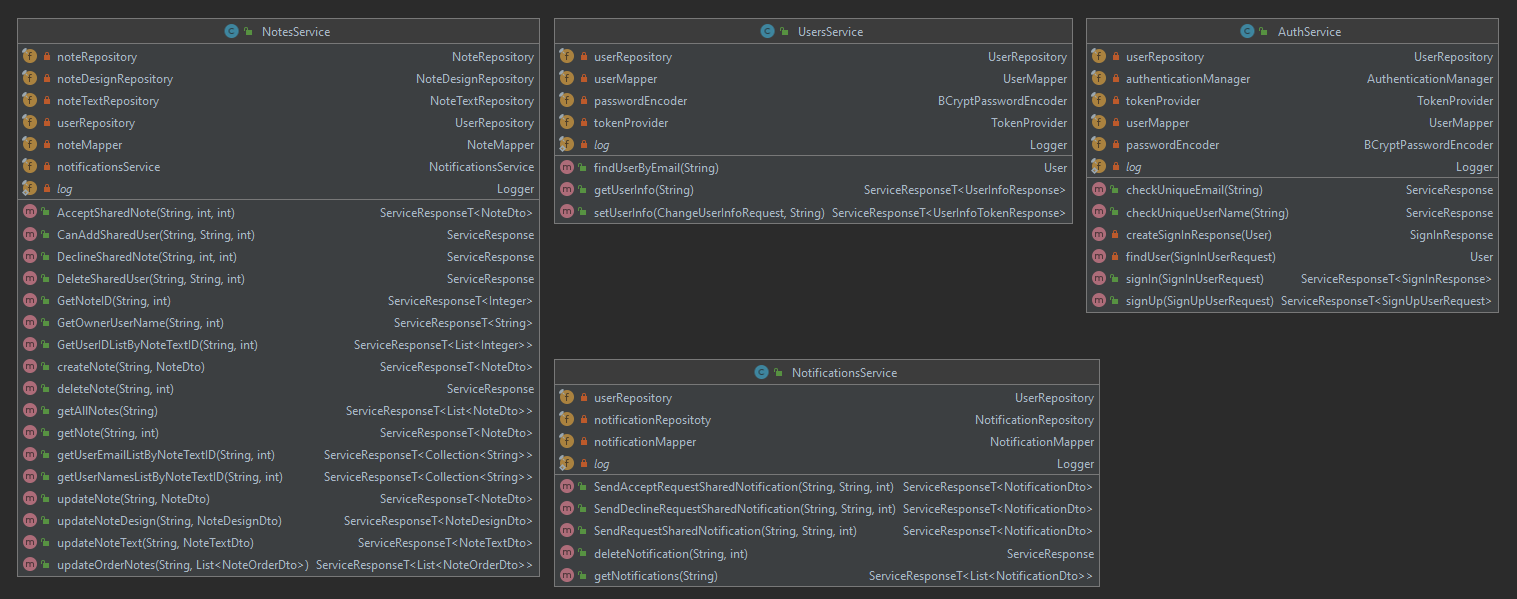 NotesService
noteRepository NoteRepository
noteDesignRepository NoteDesignRepository
noteTextRepository NoteTextRepository
userRepository UserRepository
noteMapper NoteMapper
notificationsService NotificationsService
log Logger
AcceptSharedNote(String, int, int) ServiceResponseT<NoteDto>
CanAddSharedUser(String, String, int) ServiceResponse
DeclineSharedNote(String, int, int) ServiceResponse
DeleteSharedUser(String, String, int) ServiceResponse
GetNoteID(String, int) ServiceResponseT<Integer>
GetOwnerUserName(String, int) ServiceResponseT<String>
GetUserIDListByNoteTextID(String, int) ServiceResponseT<List<Integer>>
createNote(String, NoteDto) ServiceResponseT<NoteDto>
deleteNote(String, int) ServiceResponse
getAllNotes(String) ServiceResponseT<List<NoteDto>>
getNote(String, int) ServiceResponseT<NoteDto>
getUserEmailListByNoteTextID(String, int) ServiceResponseT<Collection<String>>
getUserNamesListByNoteTextID(String, int) ServiceResponseT<Collection<String>>
updateNote(String, NoteDto) ServiceResponseT<NoteDto>
updateNoteDesign(String, NoteDesignDto) ServiceResponseT<NoteDesignDto>
updateNoteText(String, NoteTextDto) ServiceResponseT<NoteTextDto>
updateOrderNotes(String, List<NoteOrderDto>) ServiceResponseT<List<NoteOrderDto>>
UsersService
userRepository UserRepository
userMapper UserMapper
passwordEncoder BCryptPasswordEncoder
tokenProvider TokenProvider
log Logger
findUserByEmail(String) User
getUserInfo(String) ServiceResponseT<UserInfoResponse>
setUserInfo(ChangeUserInfoRequest, String) ServiceResponseT<UserInfoTokenResponse>
AuthService
userRepository UserRepository
authenticationManager AuthenticationManager
tokenProvider TokenProvider
userMapper UserMapper
passwordEncoder BCryptPasswordEncoder
log Logger
checkUniqueEmail(String) ServiceResponse
checkUniqueUserName(String) ServiceResponse
createSignInResponse(User) SignInResponse
findUser(SignInUserRequest) User
signIn(SignInUserRequest) ServiceResponseT<SignInResponse>
signUp(SignUpUserRequest) ServiceResponseT<SignUpUserRequest>
NotificationsService
userRepository UserRepository
notificationRepositoty NotificationRepository
notificationMapper NotificationMapper
log Logger
SendAcceptRequestSharedNotification(String, String, int) ServiceResponseT<NotificationDto>
SendDeclineRequestSharedNotification(String, String, int) ServiceResponseT<NotificationDto>
SendRequestSharedNotification(String, String, int) ServiceResponseT<NotificationDto>
deleteNotification(String, int) ServiceResponse
getNotifications(String) ServiceResponseT<List<NotificationDto>>